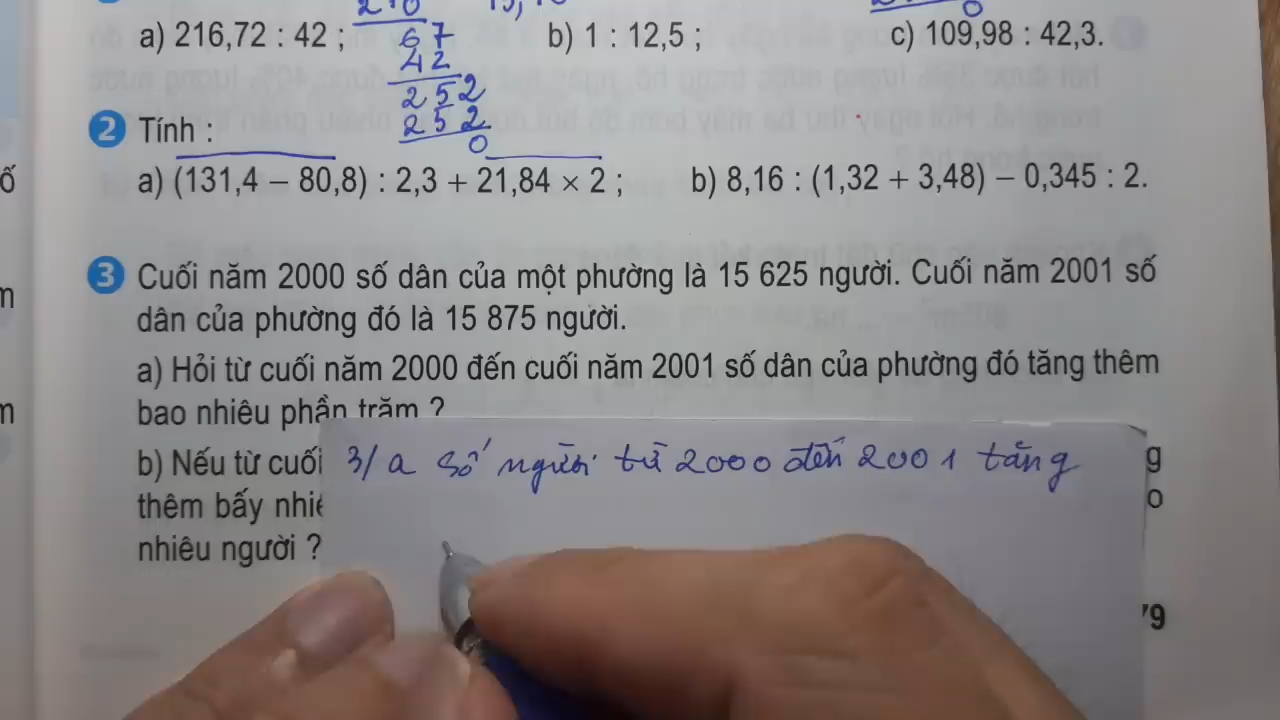 a) 216,72 : 42 ; b) 1 : 12,5 ; c) 109,98 : 42,3.
0
67
42
252
252
0
2 Tính :
a) (131,4 – 80,8) : 2,3 + 21,84 × 2 ; b) 8,16 : (1,32 + 3,48) – 0,345 : 2.
3 Cuối năm 2000 số dân của một phường là 15 625 người. Cuối năm 2001 số
dân của phường đó là 15 875 người.
a) Hỏi từ cuối năm 2000 đến cuối năm 2001 số dân của phường đó tăng thêm
bao nhiêu phần trăm ?
b) Nếu từ cuối
thêm bấy nhiê
nhiêu người ?
3/ a số người từ 2000 đến 2001 tăng
g
o
79
ố
m
m